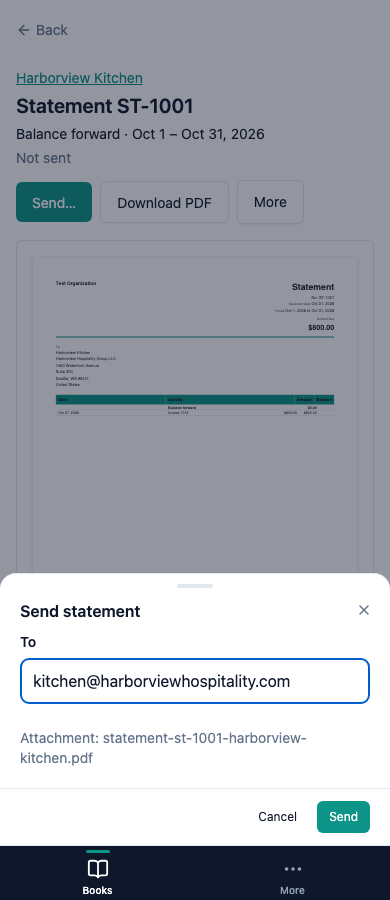 ← Back
Harborview Kitchen
Statement ST-1001
Balance forward · Oct 1 – Oct 31, 2026
Not sent
Send...
Download PDF
More
Test Organization
Statement
No. ST-1001
Oct 31, 2026
Oct 1, 2026 to Oct 31, 2026
$800.00
To
Harborview Kitchen
Harborview Hospitality Group LLC
1450 Waterfront Avenue
Suite 300
Seattle, WA 98101
United States
Date Activity Amount Balance
Balance forward $0.00
Oct 07, 2026 Invoice 1013 $800.00 $800.00
Send statement
To
kitchen@harborviewhospitality.com
Attachment: statement-st-1001-harborview-
kitchen.pdf
Cancel
Send
Books
More